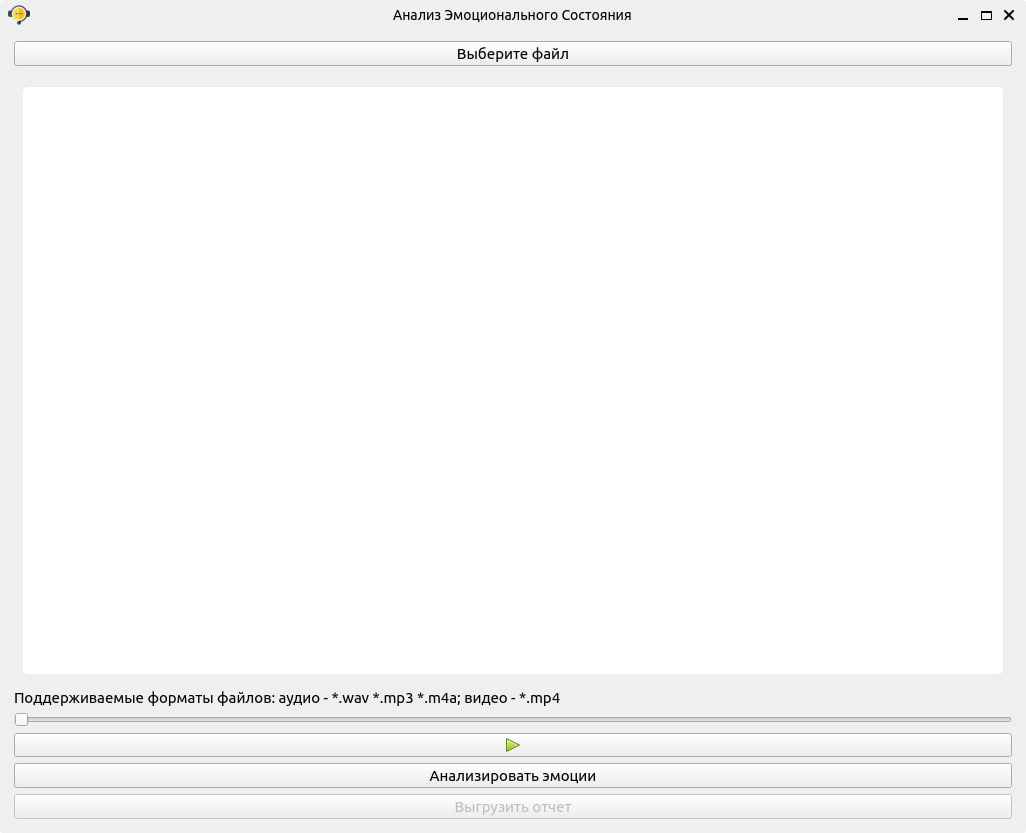 Анализ Эмоционального Состояния
Выберите файл
Поддерживаемые форматы файлов: аудио - *.wav *.mp3 *.m4a; видео - *.mp4
Анализировать эмоции
Выгрузить отчет